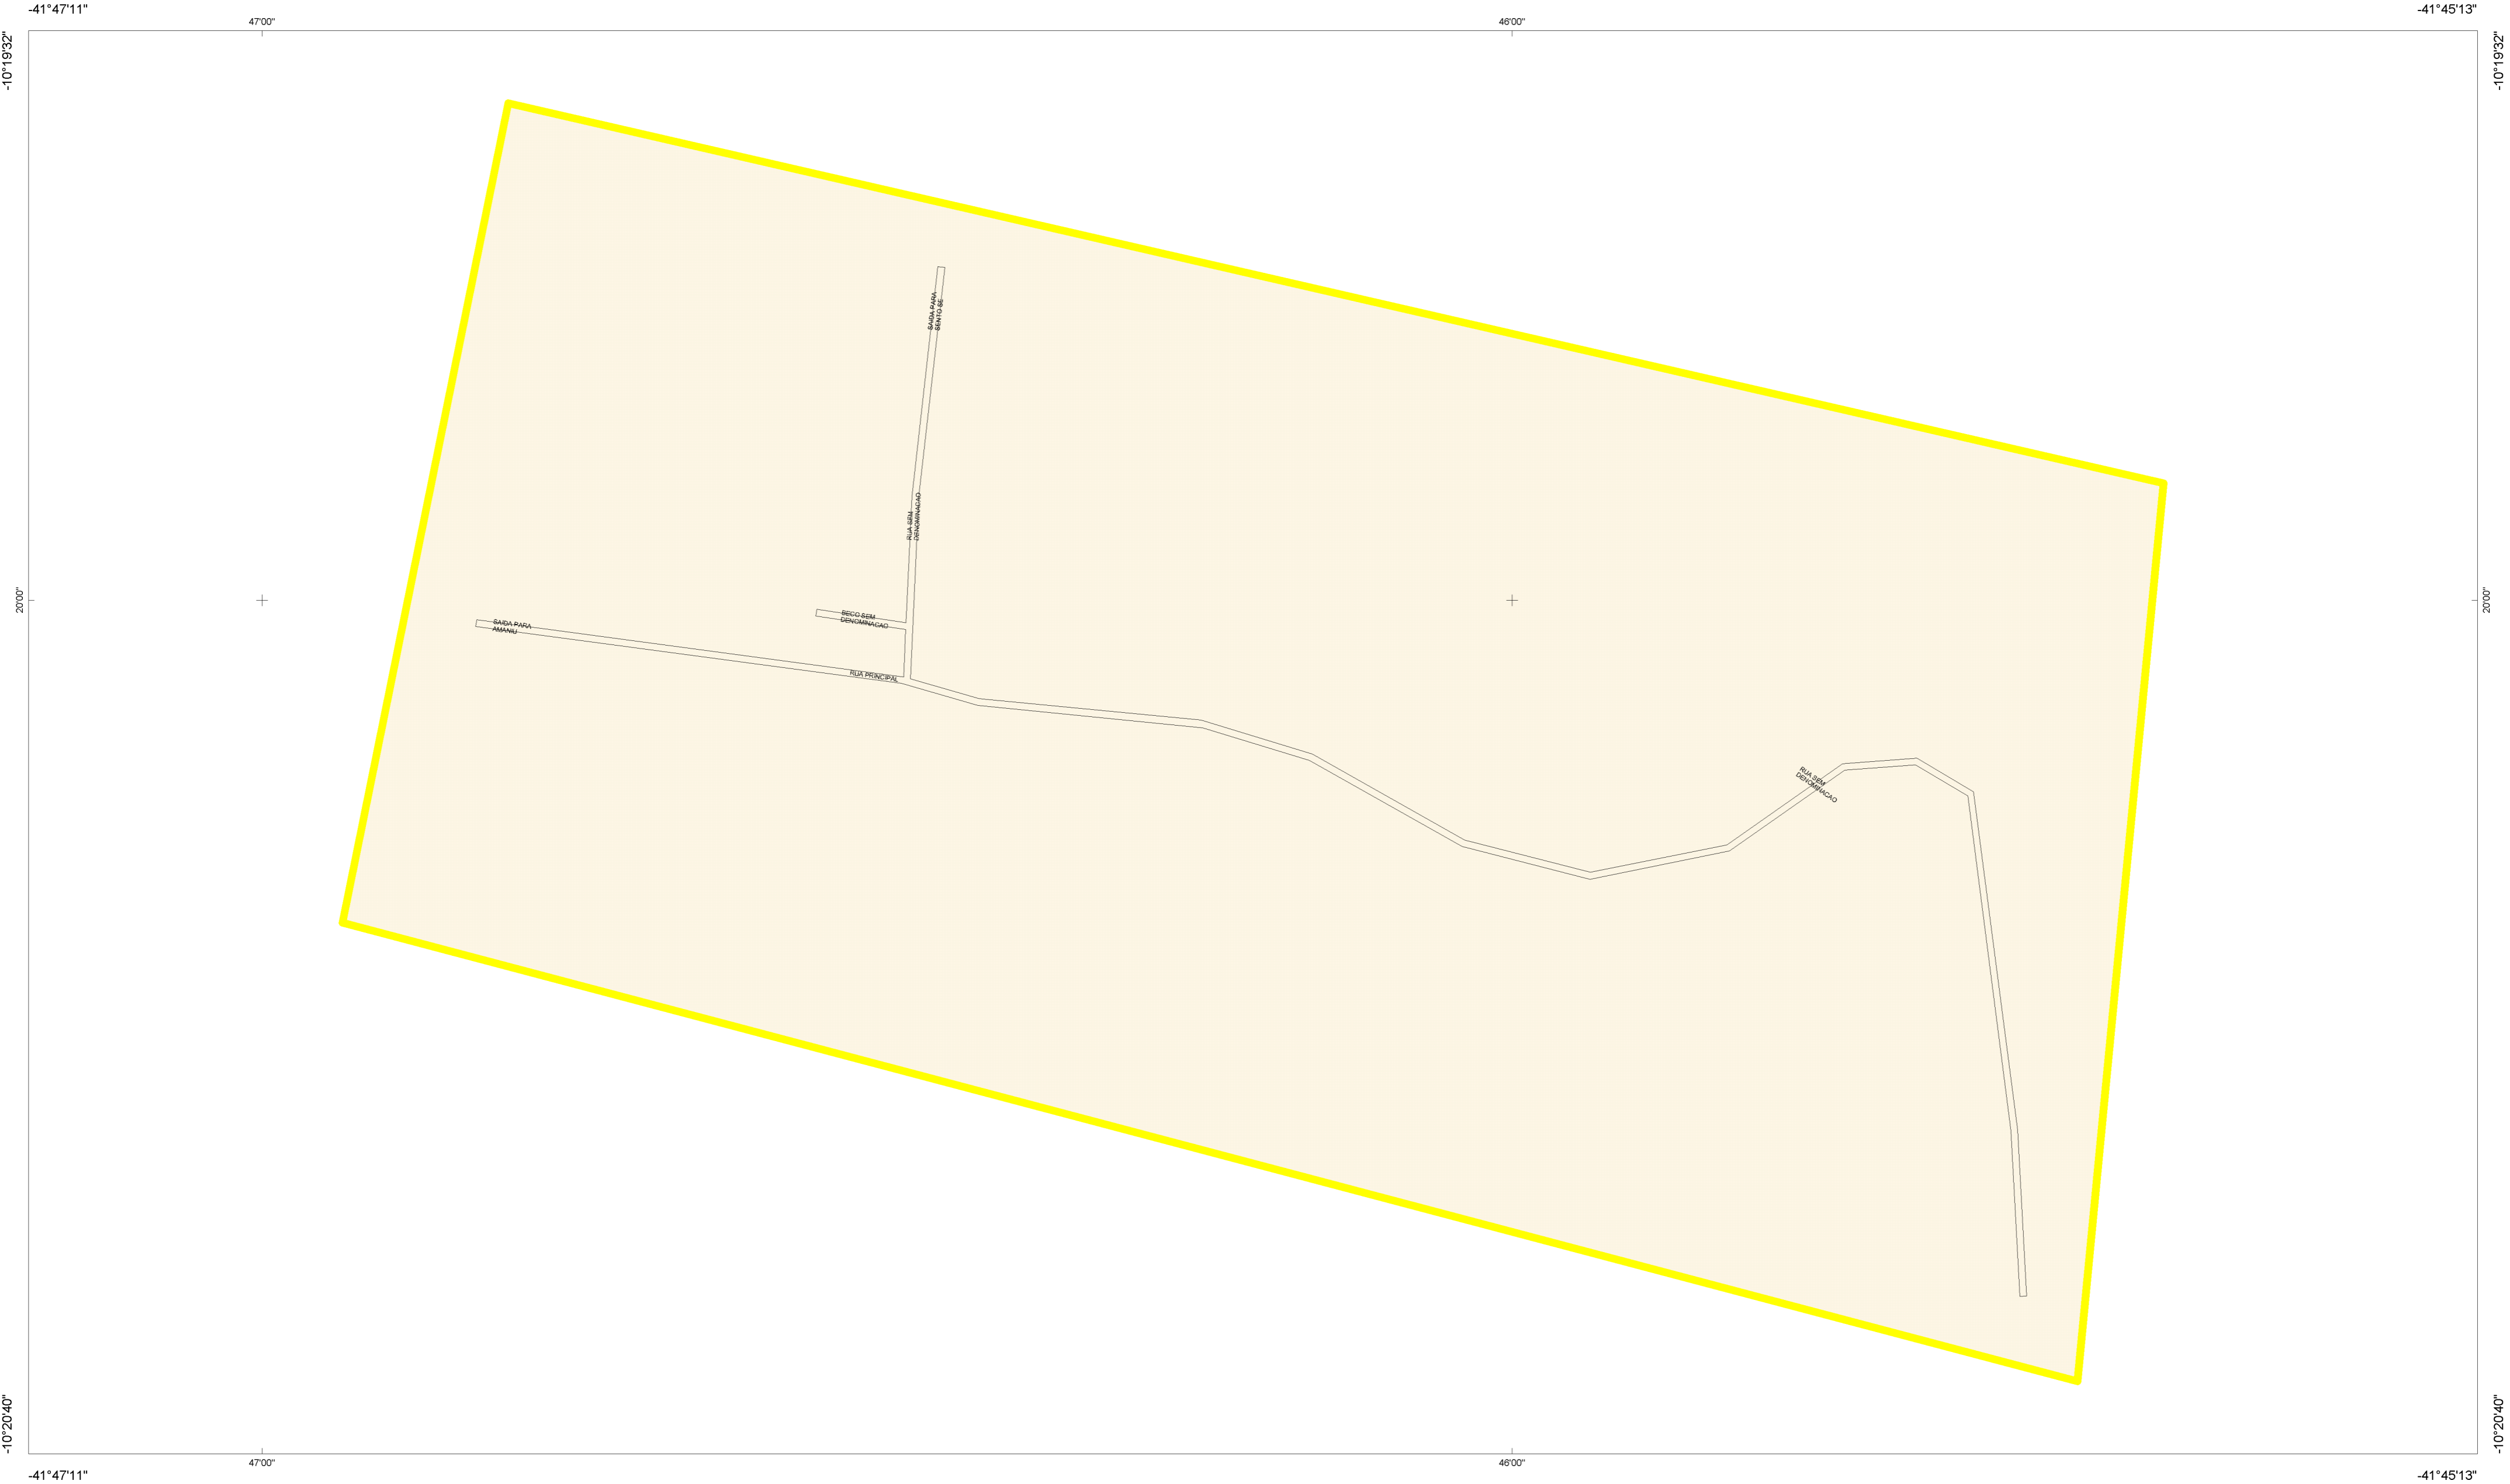 -41°47'11"
47'00"
46'00"
-41°45'13"
-10°19'32"
-10°19'32"
SAIDA PARA
SENTO SE
RUA SEM
DENOMINACAO
20'00"
20'00"
BECO SEM
DENOMINACAO
SAIDA PARA
AMANIU
RUA PRINCIPAL
RUA SEM
DENOMINACAO
-10°20'40"
-10°20'40"
47'00"
46'00"
-41°47'11"
-41°45'13"